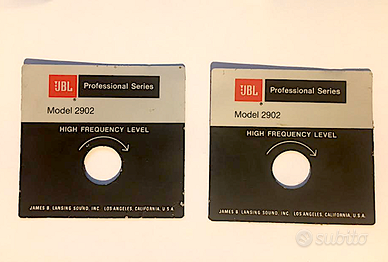 JBL Professional Series
Model 2902
HIGH FREQUENCY LEVEL
JAMES B. LANSING SOUND, INC. LOS ANGELES, CALIFORNIA, U.S.A.
JBL Professional Series
Model 2902
HIGH FREQUENCY LEVEL
JAMES B. LANSING SOUND, INC. LOS ANGELES, CALIFORNIA, U.S.A.
subito